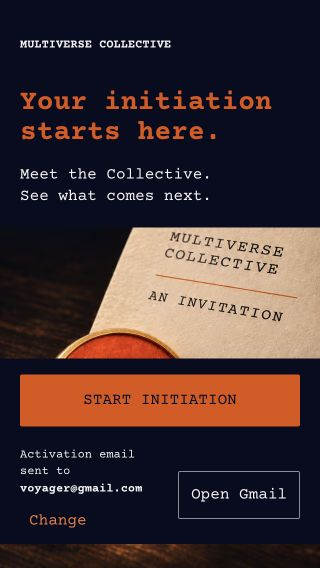 MULTIVERSE COLLECTIVE
Your initiation
starts here.
Meet the Collective.
See what comes next.
MULTIVERSE
COLLECTIVE
AN INVITATION
START INITIATION
Activation email
sent to
voyager@gmail.com
Change
Open Gmail